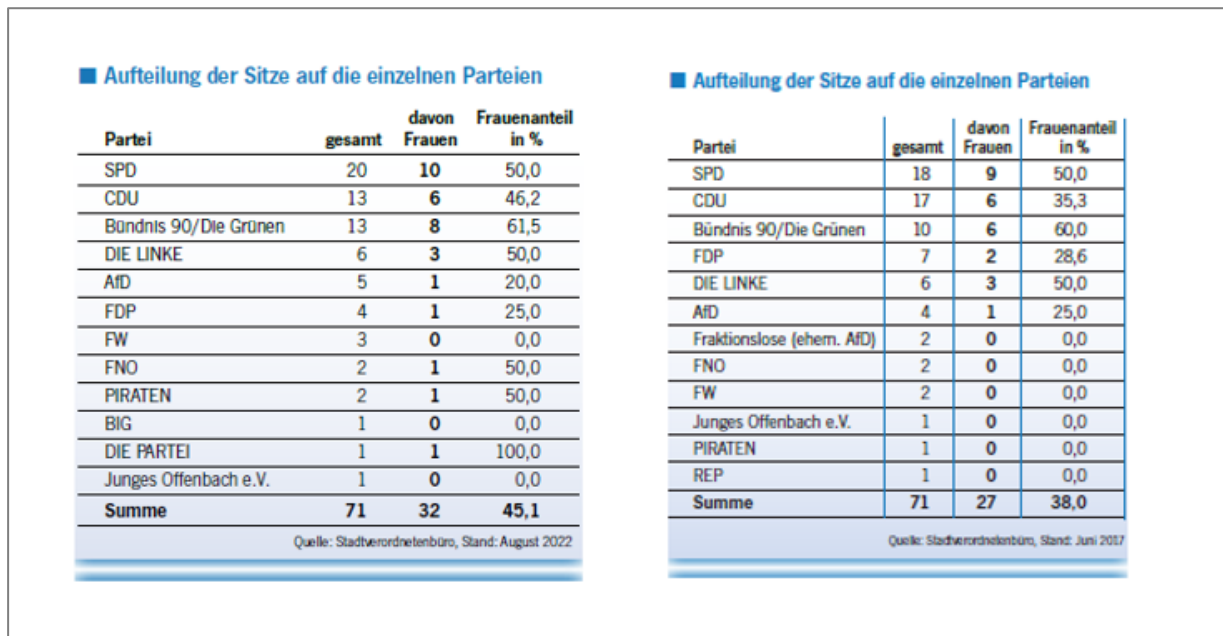 ■ Aufteilung der Sitze auf die einzelnen Parteien
Partei gesamt davon Frauen Frauenanteil in %
SPD 20 10 50,0
CDU 13 6 46,2
Bündnis 90/Die Grünen 13 8 61,5
DIE LINKE 6 3 50,0
AfD 5 1 20,0
FDP 4 1 25,0
FW 3 0 0,0
FNO 2 1 50,0
PIRATEN 2 1 50,0
BIG 1 0 0,0
DIE PARTEI 1 1 100,0
Junges Offenbach e.V. 1 0 0,0
Summe 71 32 45,1
Quelle: Stadtverordnetenbüro, Stand: August 2022
■ Aufteilung der Sitze auf die einzelnen Parteien
Partei gesamt davon Frauen Frauenanteil in %
SPD 18 9 50,0
CDU 17 6 35,3
Bündnis 90/Die Grünen 10 6 60,0
FDP 7 2 28,6
DIE LINKE 6 3 50,0
AfD 4 1 25,0
Fraktionslose (ehem. AfD) 2 0 0,0
FNO 2 0 0,0
FW 2 0 0,0
Junges Offenbach e.V. 1 0 0,0
PIRATEN 1 0 0,0
REP 1 0 0,0
Summe 71 27 38,0
Quelle: Stadtverordnetenbüro, Stand: Juni 2017